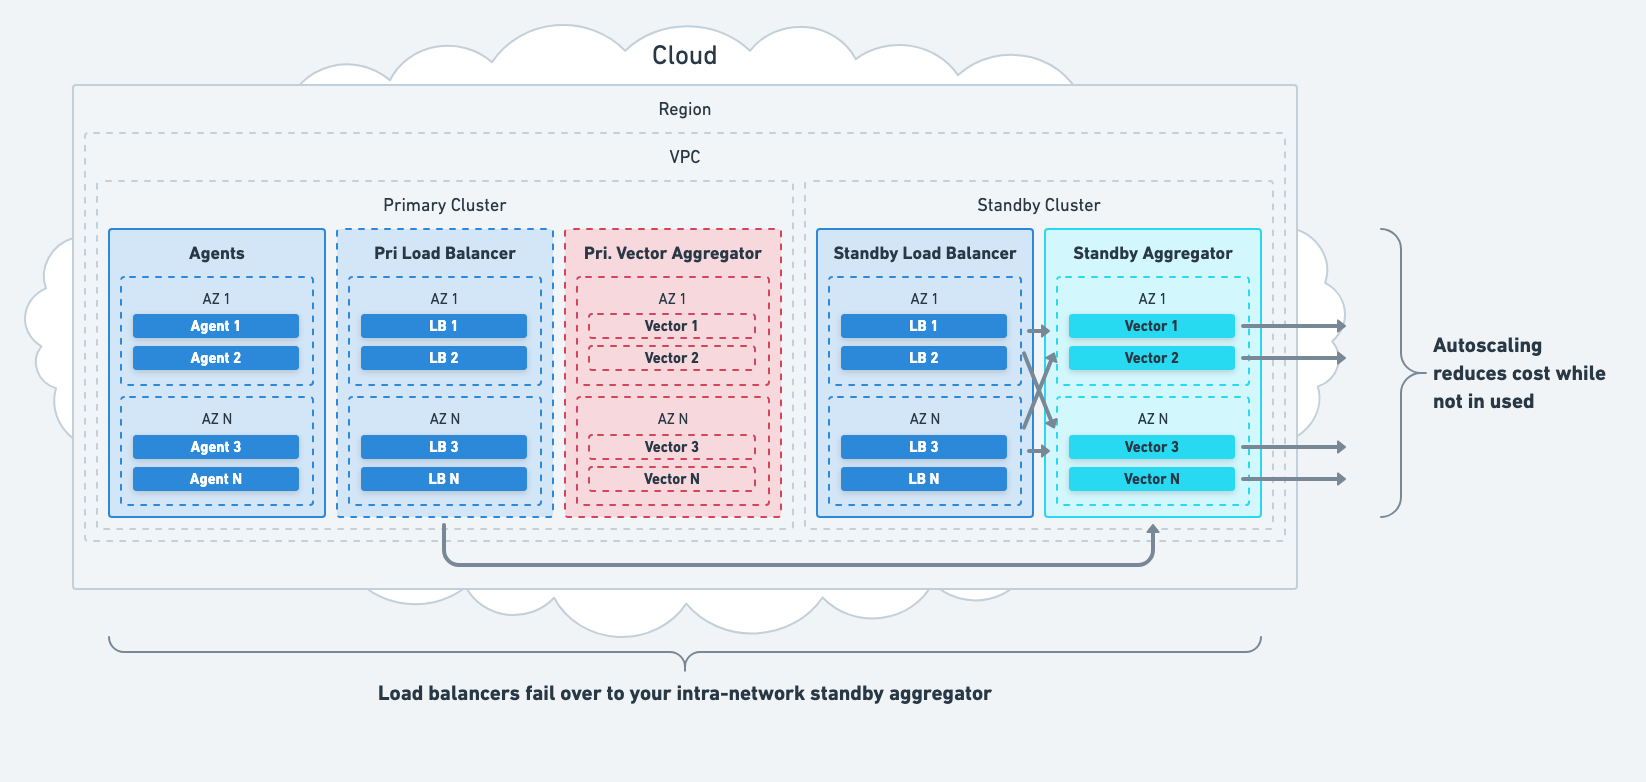 Cloud
Region
VPC
Primary Cluster
Agents
AZ 1
Agent 1
Agent 2
AZ N
Agent 3
Agent N
Pri Load Balancer
AZ 1
LB 1
LB 2
AZ N
LB 3
LB N
Pri. Vector Aggregator
AZ 1
Vector 1
Vector 2
AZ N
Vector 3
Vector N
Standby Cluster
Standby Load Balancer
AZ 1
LB 1
LB 2
AZ N
LB 3
LB N
Standby Aggregator
AZ 1
Vector 1
Vector 2
AZ N
Vector 3
Vector N
Autoscaling
reduces cost while
not in used
Load balancers fail over to your intra-network standby aggregator